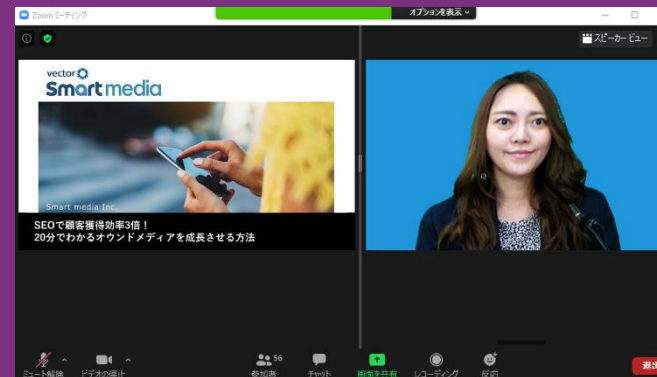 Zoom ミーティング
オプションを表示
スピーカー ビュー
vector
Smart media
Smart media Inc.
SEOで顧客獲得効率3倍！
20分でわかるオウンドメディアを成長させる方法
ミュート解除
ビデオの停止
56
参加者
チャット
画面を共有
レコーディング
反応
退出